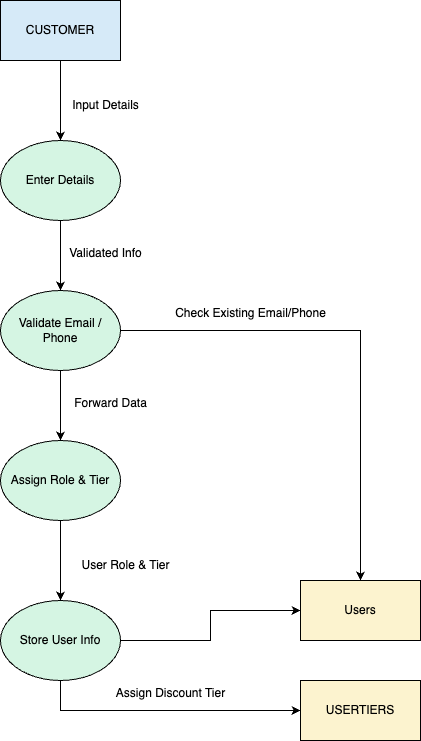 CUSTOMER
Input Details
Enter Details
Validated Info
Check Existing Email/Phone
Validate Email /
Phone
Forward Data
Assign Role & Tier
User Role & Tier
Users
Store User Info
Assign Discount Tier
USERTIERS